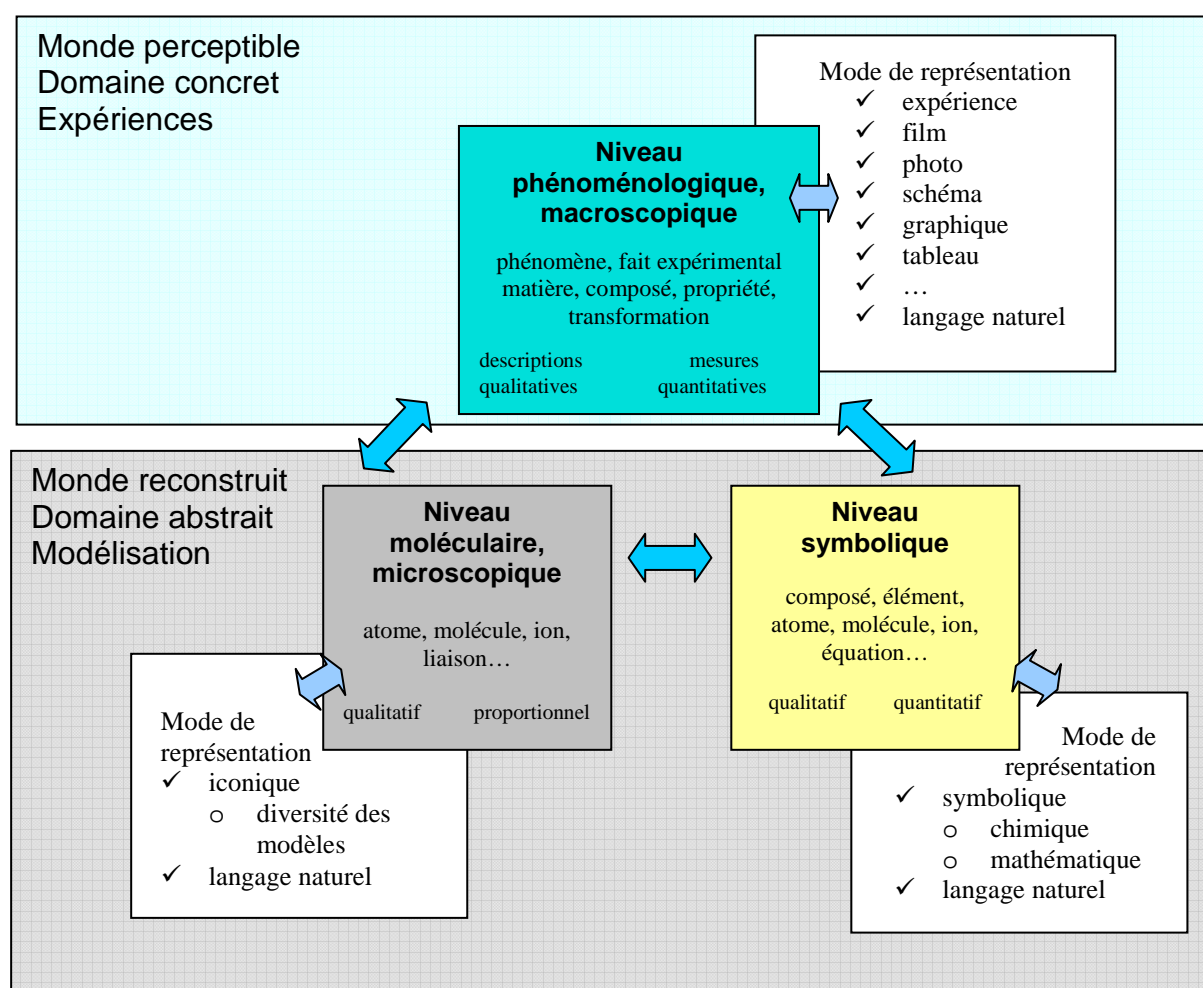 Monde perceptible
Domaine concret
Expériences
Mode de représentation
✓ expérience
✓ film
✓ photo
✓ schéma
✓ graphique
✓ tableau
✓ …
✓ langage naturel
Niveau
phénoménologique,
macroscopique
phénomène, fait expérimental
matière, composé, propriété,
transformation
descriptions mesures
qualitatives quantitatives
Monde reconstruit
Domaine abstrait
Modélisation
Niveau
moléculaire,
microscopique
atome, molécule, ion,
liaison…
qualitatif proportionnel
Niveau
symbolique
composé, élément,
atome, molécule, ion,
équation…
qualitatif quantitatif
Mode de
représentation
✓ iconique
o diversité des
modèles
✓ langage naturel
Mode de
représentation
✓ symbolique
o chimique
o mathématique
✓ langage naturel